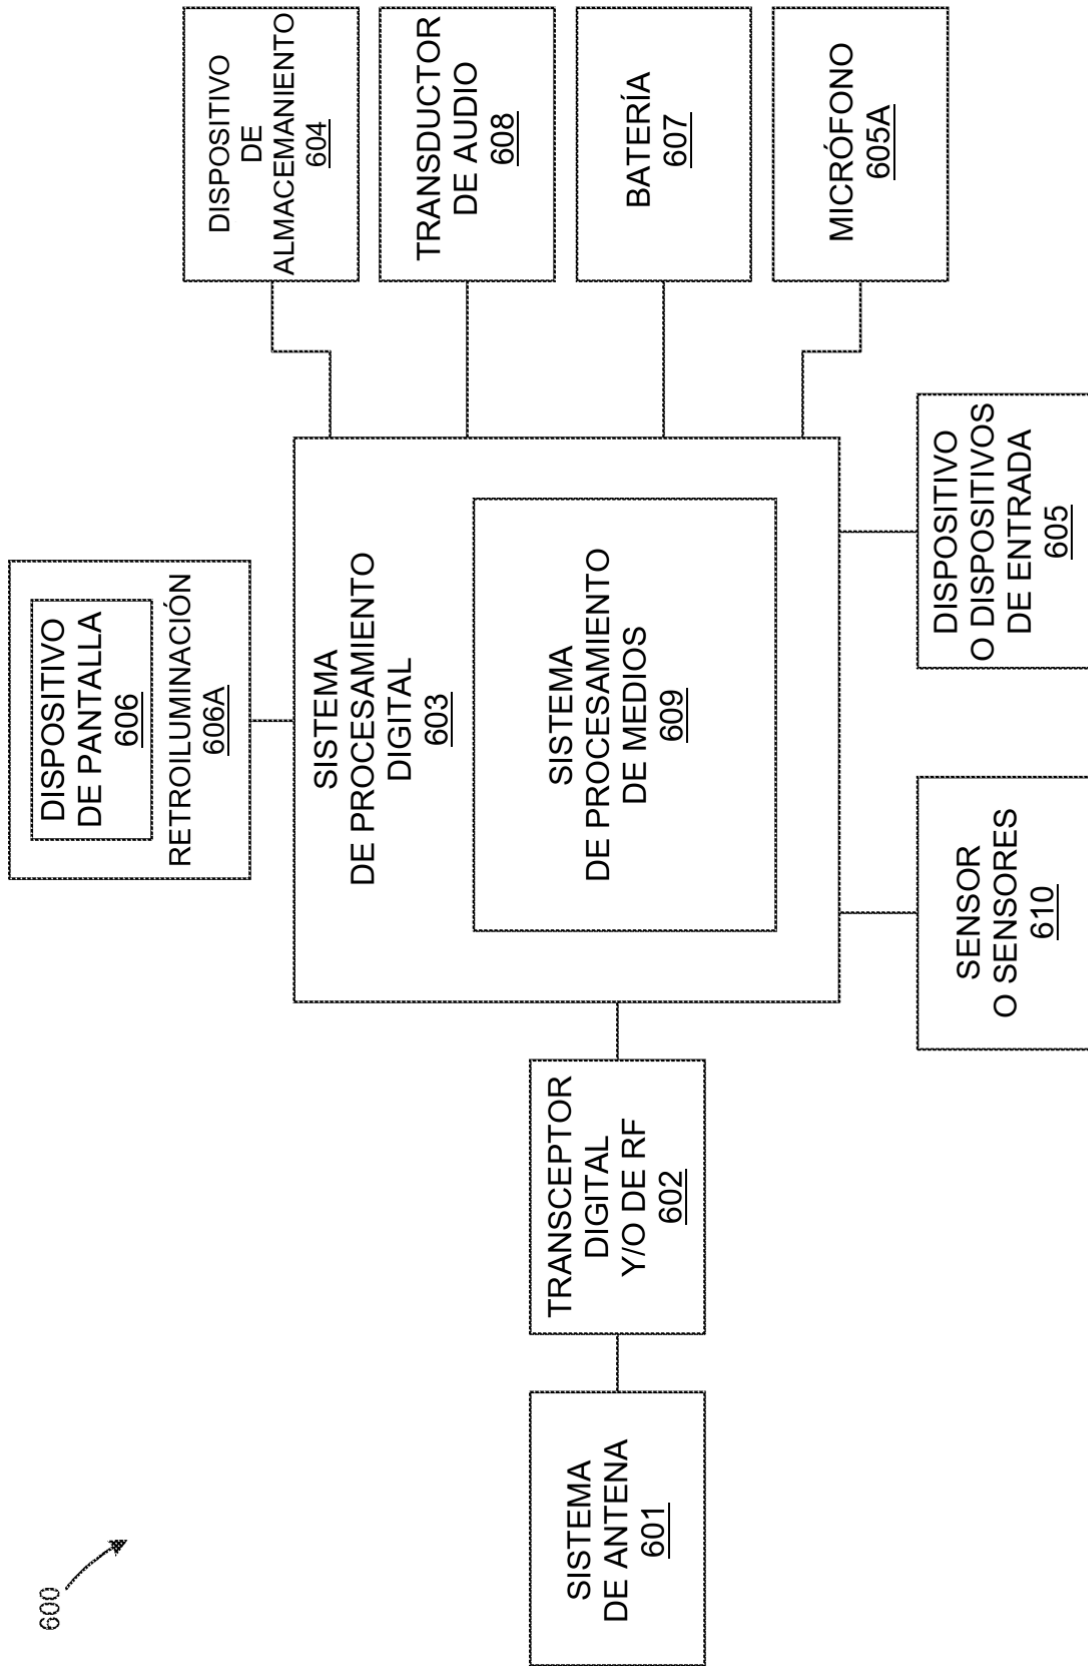 600
SISTEMA
DE ANTENA
601
TRANSCEPTOR
DIGITAL
Y/O DE RF
602
DISPOSITIVO
DE PANTALLA
606
RETROILUMINACIÓN
606A
SISTEMA
DE PROCESAMIENTO
DIGITAL
603
SISTEMA
DE PROCESAMIENTO
DE MEDIOS
609
SENSOR
O SENSORES
610
DISPOSITIVO
O DISPOSITIVOS
DE ENTRADA
605
DISPOSITIVO
DE
ALMACEMANIENTO
604
TRANSDUCTOR
DE AUDIO
608
BATERÍA
607
MICRÓFONO
605A